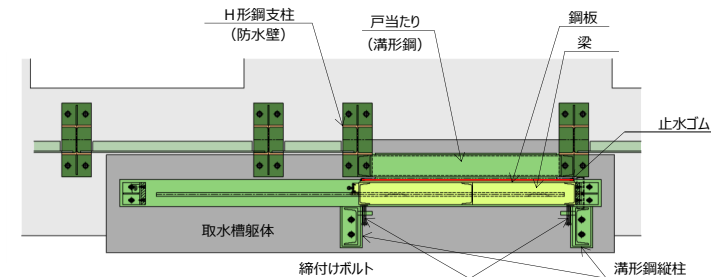 H形鋼支柱
(防水壁)
戸当たり
(溝形鋼)
鋼板
梁
止水ゴム
取水槽躯体
締付けボルト
溝形鋼縦柱